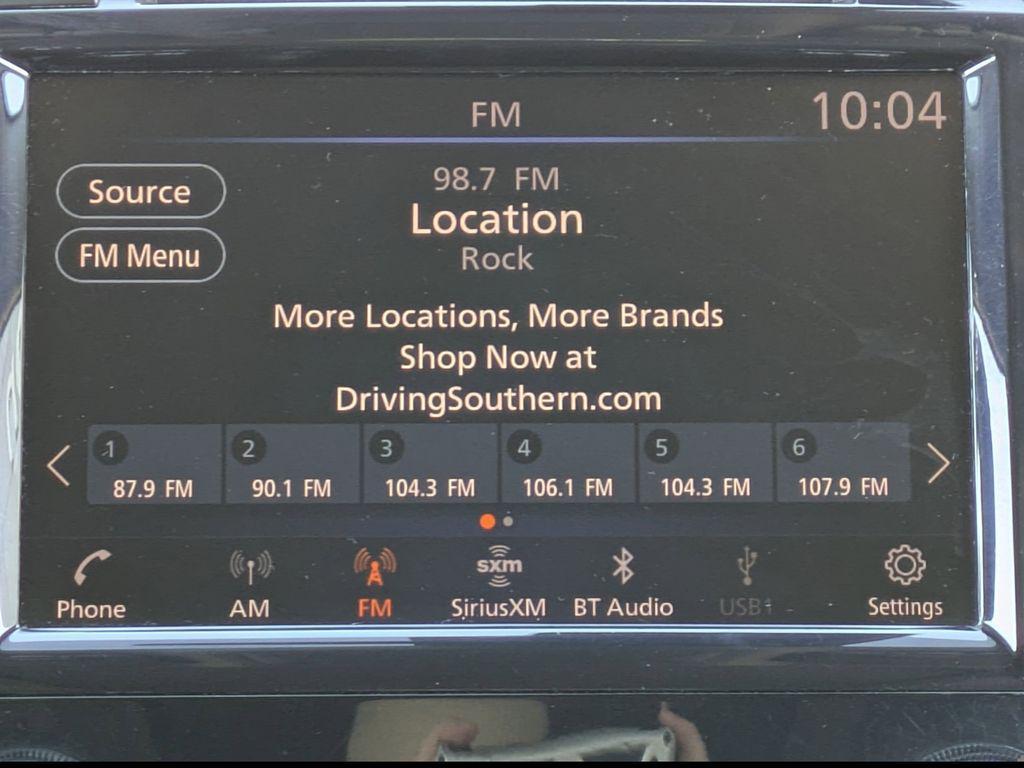 FM
10:04
Source
98.7 FM
Location
FM Menu
Rock
More Locations, More Brands
Shop Now at
DrivingSouthern.com
1 2 3 4 5 6
87.9 FM 90.1 FM 104.3 FM 106.1 FM 104.3 FM 107.9 FM
sxm
Phone AM FM SiriusXM BT Audio USB1 Settings